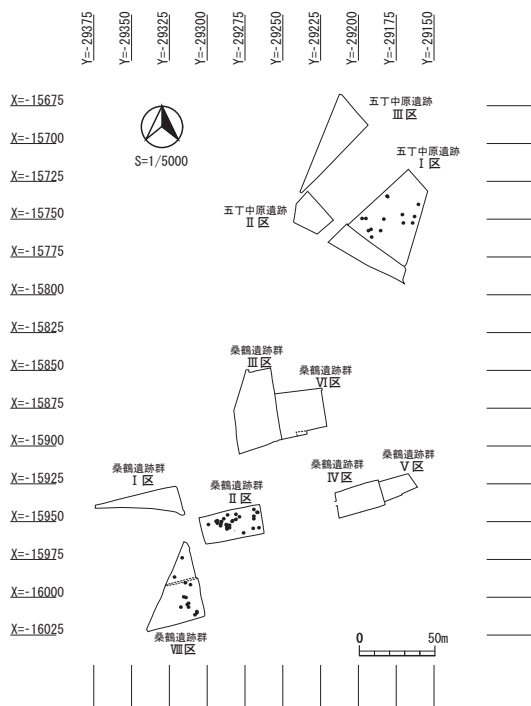 Y=-29375
Y=-29350
Y=-29325
Y=-29300
Y=-29275
Y=-29250
Y=-29225
Y=-29200
Y=-29175
Y=-29150
X=-15675
X=-15700
X=-15725
X=-15750
X=-15775
X=-15800
X=-15825
X=-15850
X=-15875
X=-15900
X=-15925
X=-15950
X=-15975
X=-16000
X=-16025
S=1/5000
五丁中原遺跡
Ⅲ区
五丁中原遺跡
Ⅰ区
五丁中原遺跡
Ⅱ区
桑鶴遺跡群
Ⅲ区
桑鶴遺跡群
Ⅵ区
桑鶴遺跡群
Ⅴ区
桑鶴遺跡群
Ⅳ区
桑鶴遺跡群
Ⅰ区
桑鶴遺跡群
Ⅱ区
桑鶴遺跡群
Ⅷ区
0 50m